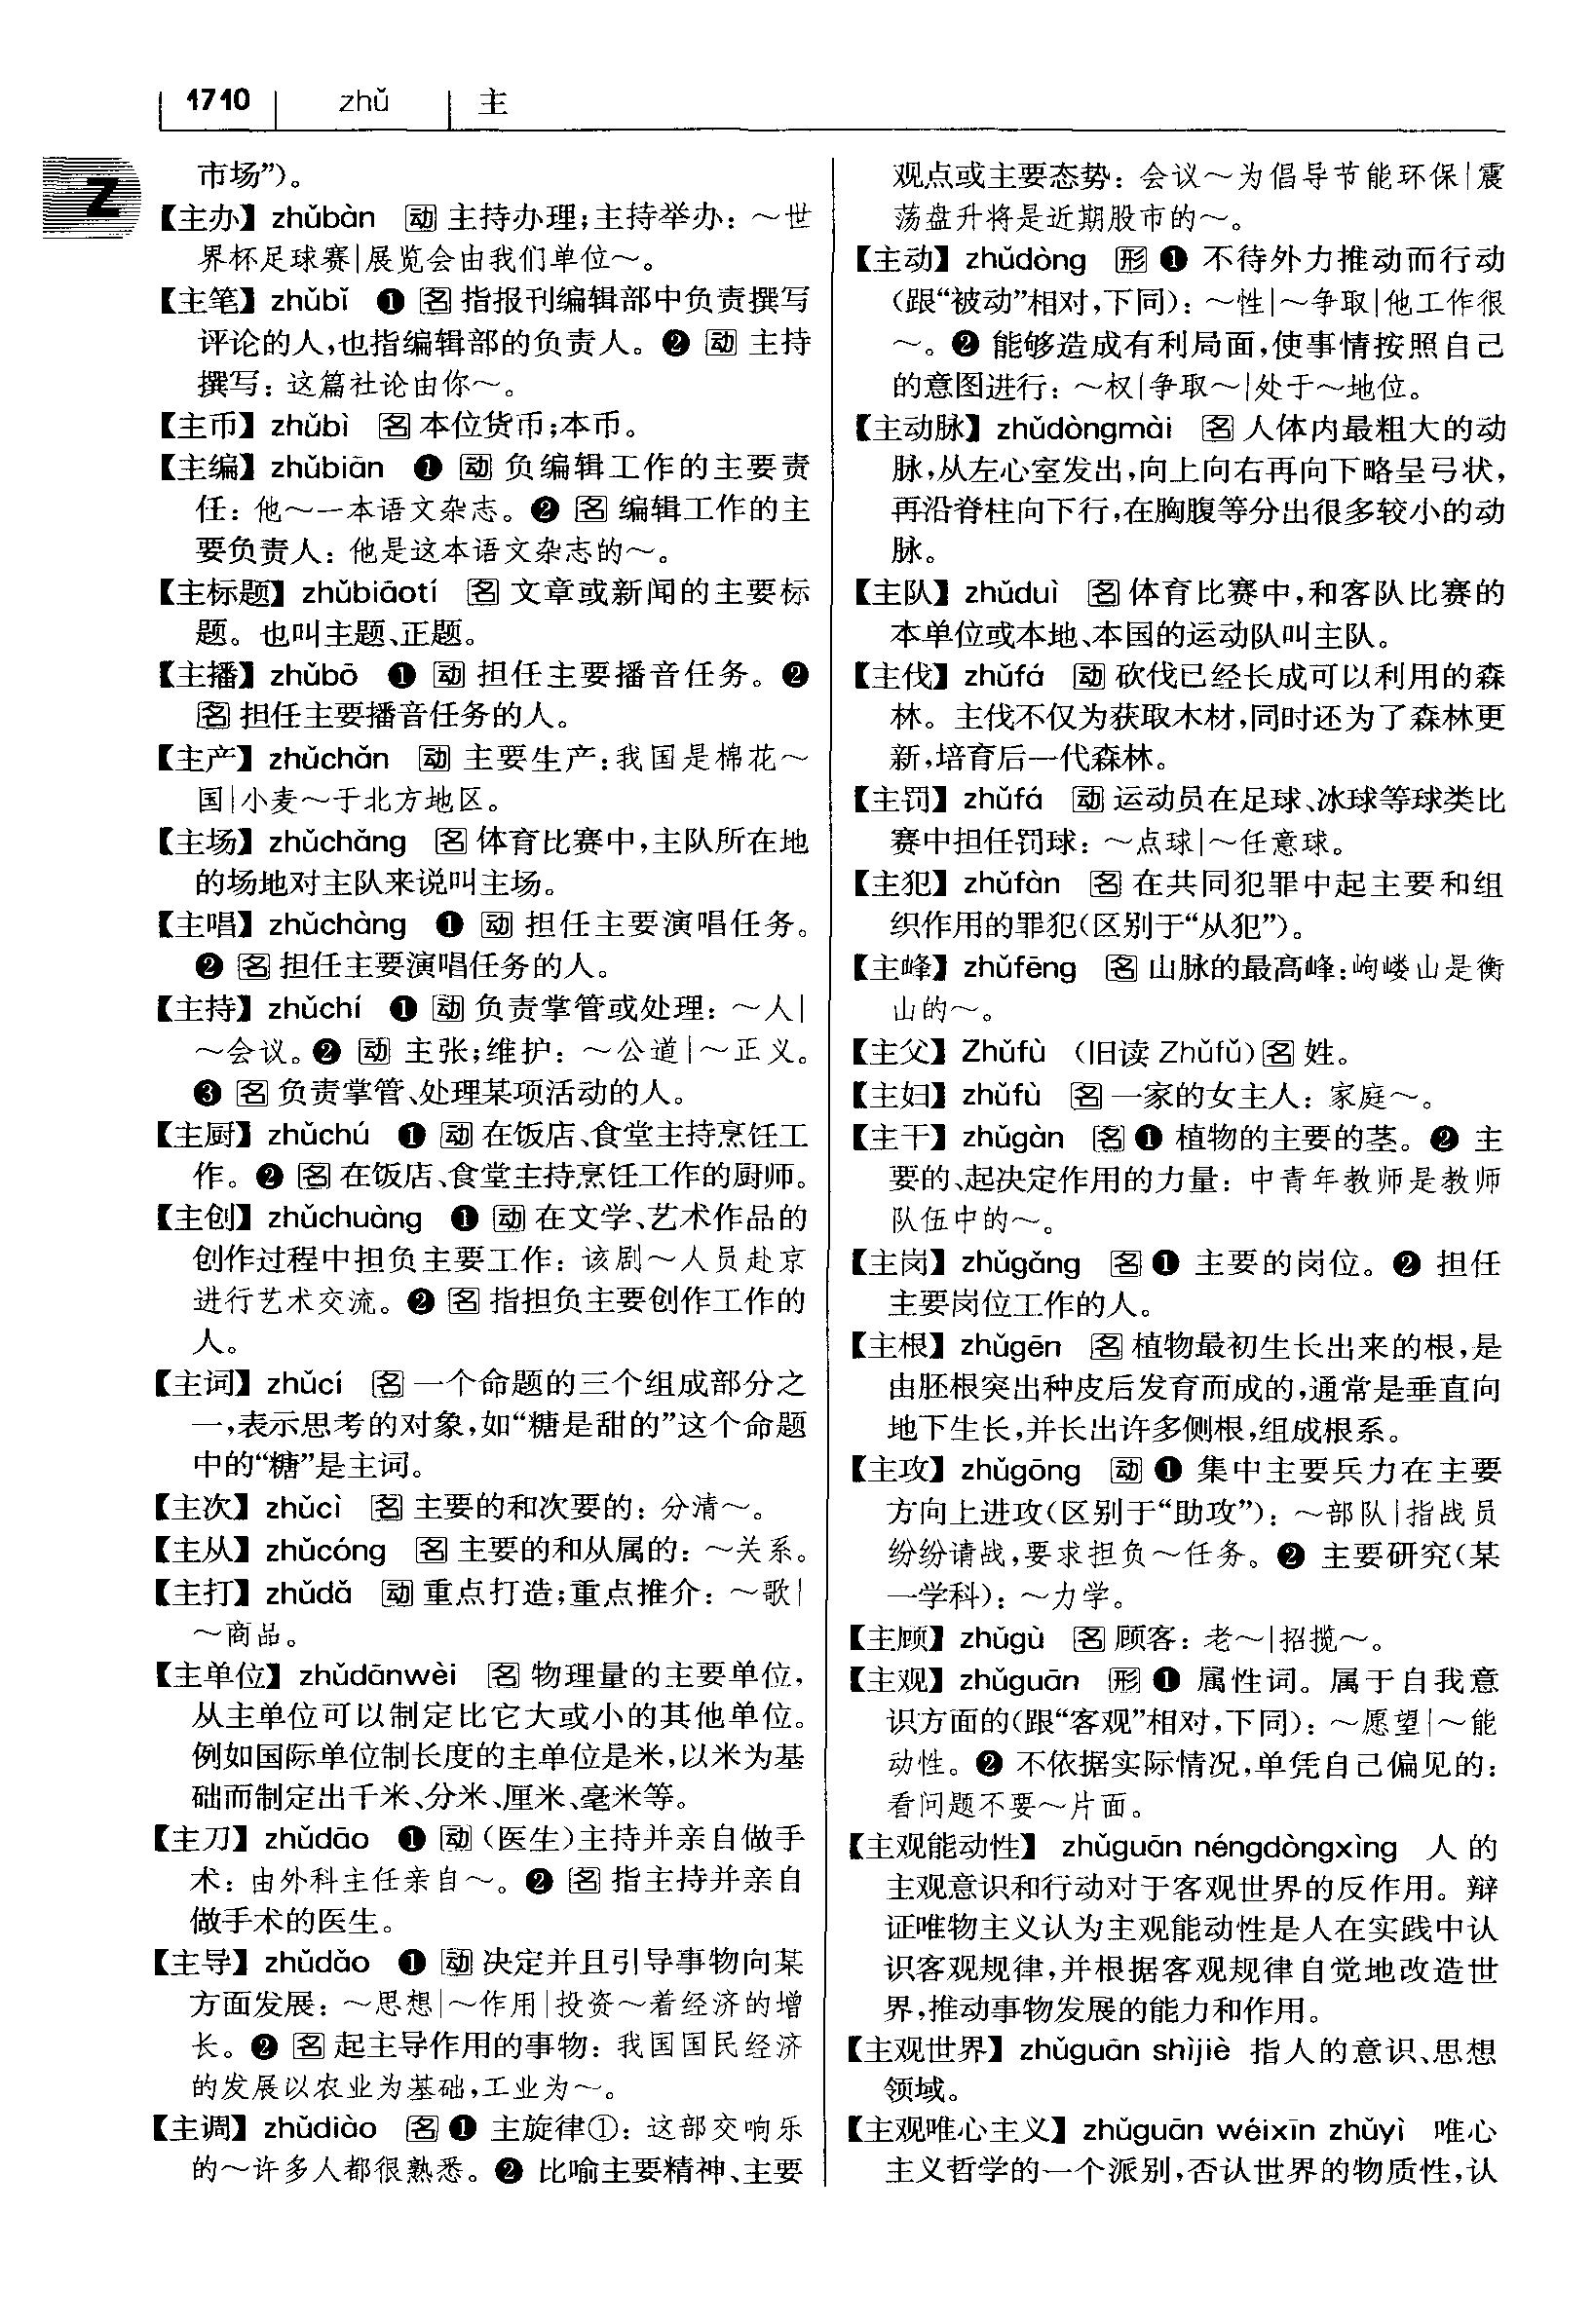 1710 zhǔ 主
Z
市场”)。
【主办】zhǔbàn 动 主持办理;主持举办：～世
界杯足球赛|展览会由我们单位～。
【主笔】zhǔbǐ ❶ 名 指报刊编辑部中负责撰写
评论的人,也指编辑部的负责人。❷ 动 主持
撰写：这篇社论由你～。
【主币】zhǔbì 名 本位货币;本币。
【主编】zhǔbiān ❶ 动 负编辑工作的主要责
任：他～一本语文杂志。❷ 名 编辑工作的主
要负责人：他是这本语文杂志的～。
【主标题】zhǔbiāotí 名 文章或新闻的主要标
题。也叫主题、正题。
【主播】zhǔbō ❶ 动 担任主要播音任务。❷
名 担任主要播音任务的人。
【主产】zhǔchǎn 动 主要生产:我国是棉花～
国|小麦～于北方地区。
【主场】zhǔchǎng 名 体育比赛中,主队所在地
的场地对主队来说叫主场。
【主唱】zhǔchàng ❶ 动 担任主要演唱任务。
❷ 名 担任主要演唱任务的人。
【主持】zhǔchí ❶ 动 负责掌管或处理：～人|
～会议。❷ 动 主张;维护：～公道|～正义。
❸ 名 负责掌管、处理某项活动的人。
【主厨】zhǔchú ❶ 动 在饭店、食堂主持烹饪工
作。❷ 名 在饭店、食堂主持烹饪工作的厨师。
【主创】zhǔchuàng ❶ 动 在文学、艺术作品的
创作过程中担负主要工作：该剧～人员赴京
进行艺术交流。❷ 名 指担负主要创作工作的
人。
【主词】zhǔcí 名 一个命题的三个组成部分之
一,表示思考的对象,如“糖是甜的”这个命题
中的“糖”是主词。
【主次】zhǔcì 名 主要的和次要的：分清～。
【主从】zhǔcóng 名 主要的和从属的：～关系。
【主打】zhǔdǎ 动 重点打造;重点推介：～歌|
～商品。
【主单位】zhǔdānwèi 名 物理量的主要单位,
从主单位可以制定比它大或小的其他单位。
例如国际单位制长度的主单位是米,以米为基
础而制定出千米、分米、厘米、毫米等。
【主刀】zhǔdāo ❶ 动 (医生)主持并亲自做手
术：由外科主任亲自～。❷ 名 指主持并亲自
做手术的医生。
【主导】zhǔdǎo ❶ 动 决定并且引导事物向某
方面发展：～思想|～作用|投资～着经济的增
长。❷ 名 起主导作用的事物：我国国民经济
的发展以农业为基础,工业为～。
【主调】zhǔdiào 名 ❶ 主旋律①：这部交响乐
的～许多人都很熟悉。❷ 比喻主要精神、主要
观点或主要态势：会议～为倡导节能环保|震
荡盘升将是近期股市的～。
【主动】zhǔdòng 形 ❶ 不待外力推动而行动
(跟“被动”相对,下同)：～性|～争取|他工作很
～。❷ 能够造成有利局面,使事情按照自己
的意图进行：～权|争取～|处于～地位。
【主动脉】zhǔdòngmài 名 人体内最粗大的动
脉,从左心室发出,向上向右再向下略呈弓状,
再沿脊柱向下行,在胸腹等分出很多较小的动
脉。
【主队】zhǔduì 名 体育比赛中,和客队比赛的
本单位或本地、本国的运动队叫主队。
【主伐】zhǔfá 动 砍伐已经长成可以利用的森
林。主伐不仅为获取木材,同时还为了森林更
新,培育后一代森林。
【主罚】zhǔfá 动 运动员在足球、冰球等球类比
赛中担任罚球：～点球|～任意球。
【主犯】zhǔfàn 名 在共同犯罪中起主要和组
织作用的罪犯(区别于“从犯”)。
【主峰】zhǔfēng 名 山脉的最高峰:岣嵝山是衡
山的～。
【主父】Zhǔfù (旧读 Zhǔfǔ) 名 姓。
【主妇】zhǔfù 名 一家的女主人：家庭～。
【主干】zhǔgàn 名 ❶ 植物的主要的茎。❷ 主
要的、起决定作用的力量：中青年教师是教师
队伍中的～。
【主岗】zhǔgǎng 名 ❶ 主要的岗位。❷ 担任
主要岗位工作的人。
【主根】zhǔgēn 名 植物最初生长出来的根,是
由胚根突出种皮后发育而成的,通常是垂直向
地下生长,并长出许多侧根,组成根系。
【主攻】zhǔgōng 动 ❶ 集中主要兵力在主要
方向上进攻(区别于“助攻”)：～部队|指战员
纷纷请战,要求担负～任务。❷ 主要研究(某
一学科)：～力学。
【主顾】zhǔgù 名 顾客：老～|招揽～。
【主观】zhǔguān 形 ❶ 属性词。属于自我意
识方面的(跟“客观”相对,下同)：～愿望|～能
动性。❷ 不依据实际情况,单凭自己偏见的：
看问题不要～片面。
【主观能动性】 zhǔguān néngdòngxìng 人的
主观意识和行动对于客观世界的反作用。辩
证唯物主义认为主观能动性是人在实践中认
识客观规律,并根据客观规律自觉地改造世
界,推动事物发展的能力和作用。
【主观世界】zhǔguān shìjiè 指人的意识、思想
领域。
【主观唯心主义】zhǔguān wéixīn zhǔyì 唯心
主义哲学的一个派别,否认世界的物质性,认